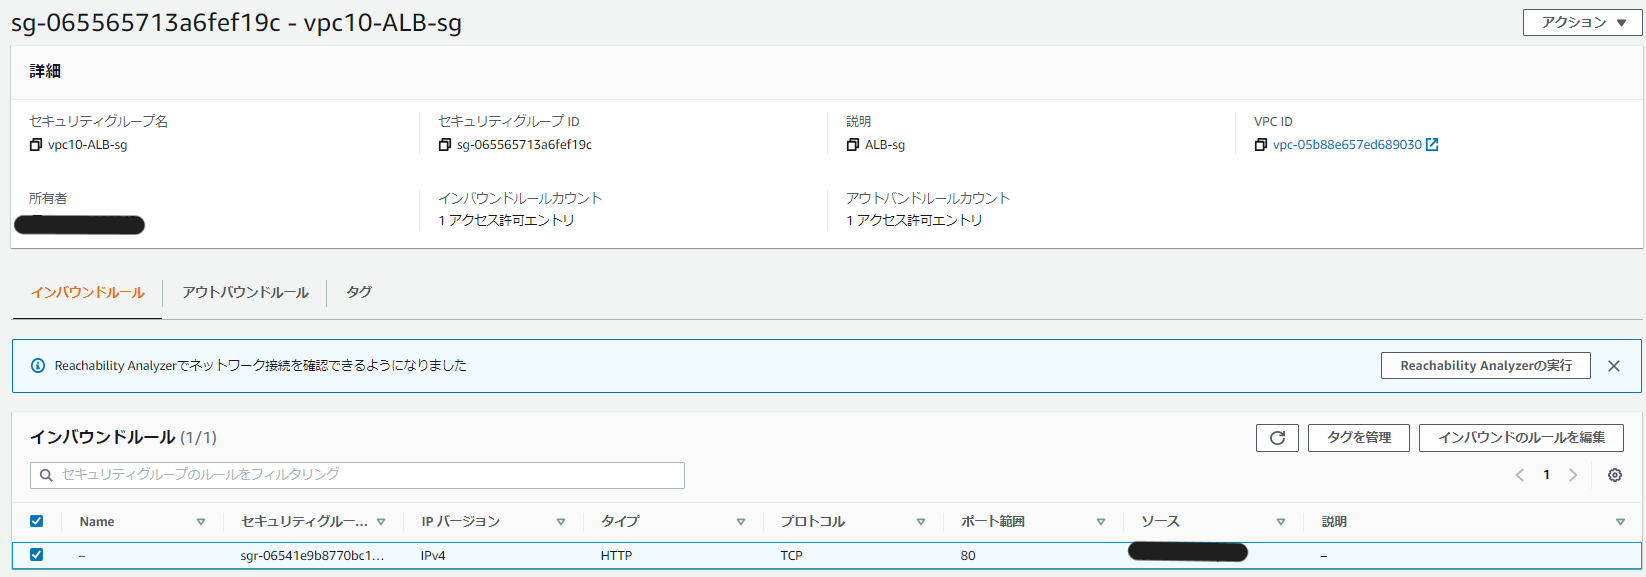 sg-065565713a6fef19c - vpc10-ALB-sg
アクション
詳細
セキュリティグループ名
vpc10-ALB-sg
セキュリティグループ ID
sg-065565713a6fef19c
説明
ALB-sg
VPC ID
vpc-05b88e657ed689030
所有者
インバウンドルールカウント
1 アクセス許可エントリ
アウトバンドルールカウント
1 アクセス許可エントリ
インバウンドルール
アウトバウンドルール
タグ
Reachability Analyzerでネットワーク接続を確認できるようになりました
Reachability Analyzerの実行
インバウンドルール (1/1)
タグを管理
インバウンドのルールを編集
セキュリティグループのルールをフィルタリング
1
Name セキュリティグルー... IP バージョン タイプ プロトコル ポート範囲 ソース 説明
– sgr-06541e9b8770bc1... IPv4 HTTP TCP 80 –